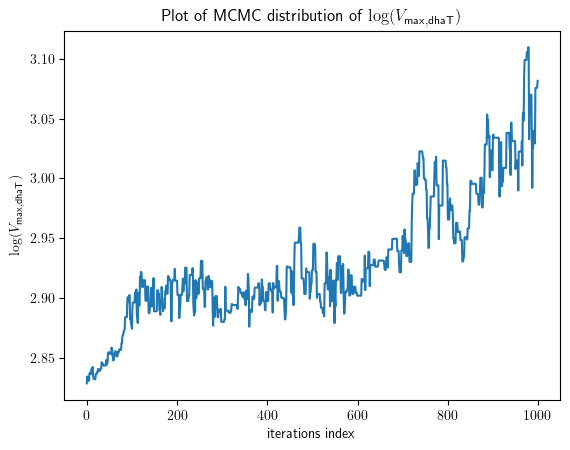 Plot of MCMC distribution of log(V_max,dhaT)
log(V_max,dhaT)
3.10
3.05
3.00
2.95
2.90
2.85
0 200 400 600 800 1000
iterations index